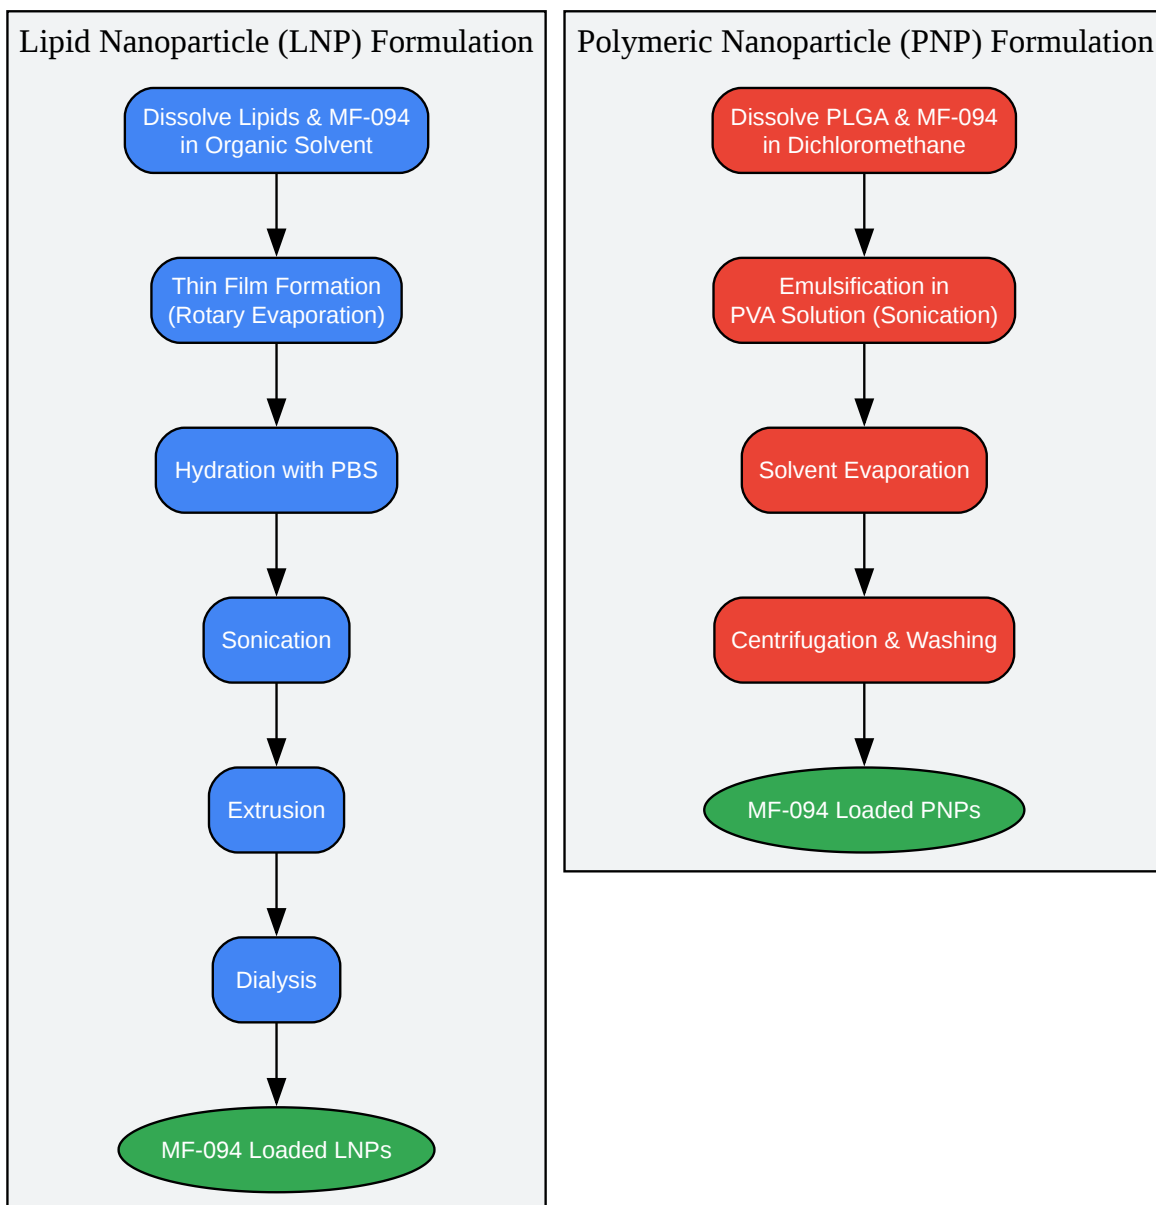 Lipid Nanoparticle (LNP) Formulation
Dissolve Lipids & MF-094
in Organic Solvent
Thin Film Formation
(Rotary Evaporation)
Hydration with PBS
Sonication
Extrusion
Dialysis
MF-094 Loaded LNPs
Polymeric Nanoparticle (PNP) Formulation
Dissolve PLGA & MF-094
in Dichloromethane
Emulsification in
PVA Solution (Sonication)
Solvent Evaporation
Centrifugation & Washing
MF-094 Loaded PNPs